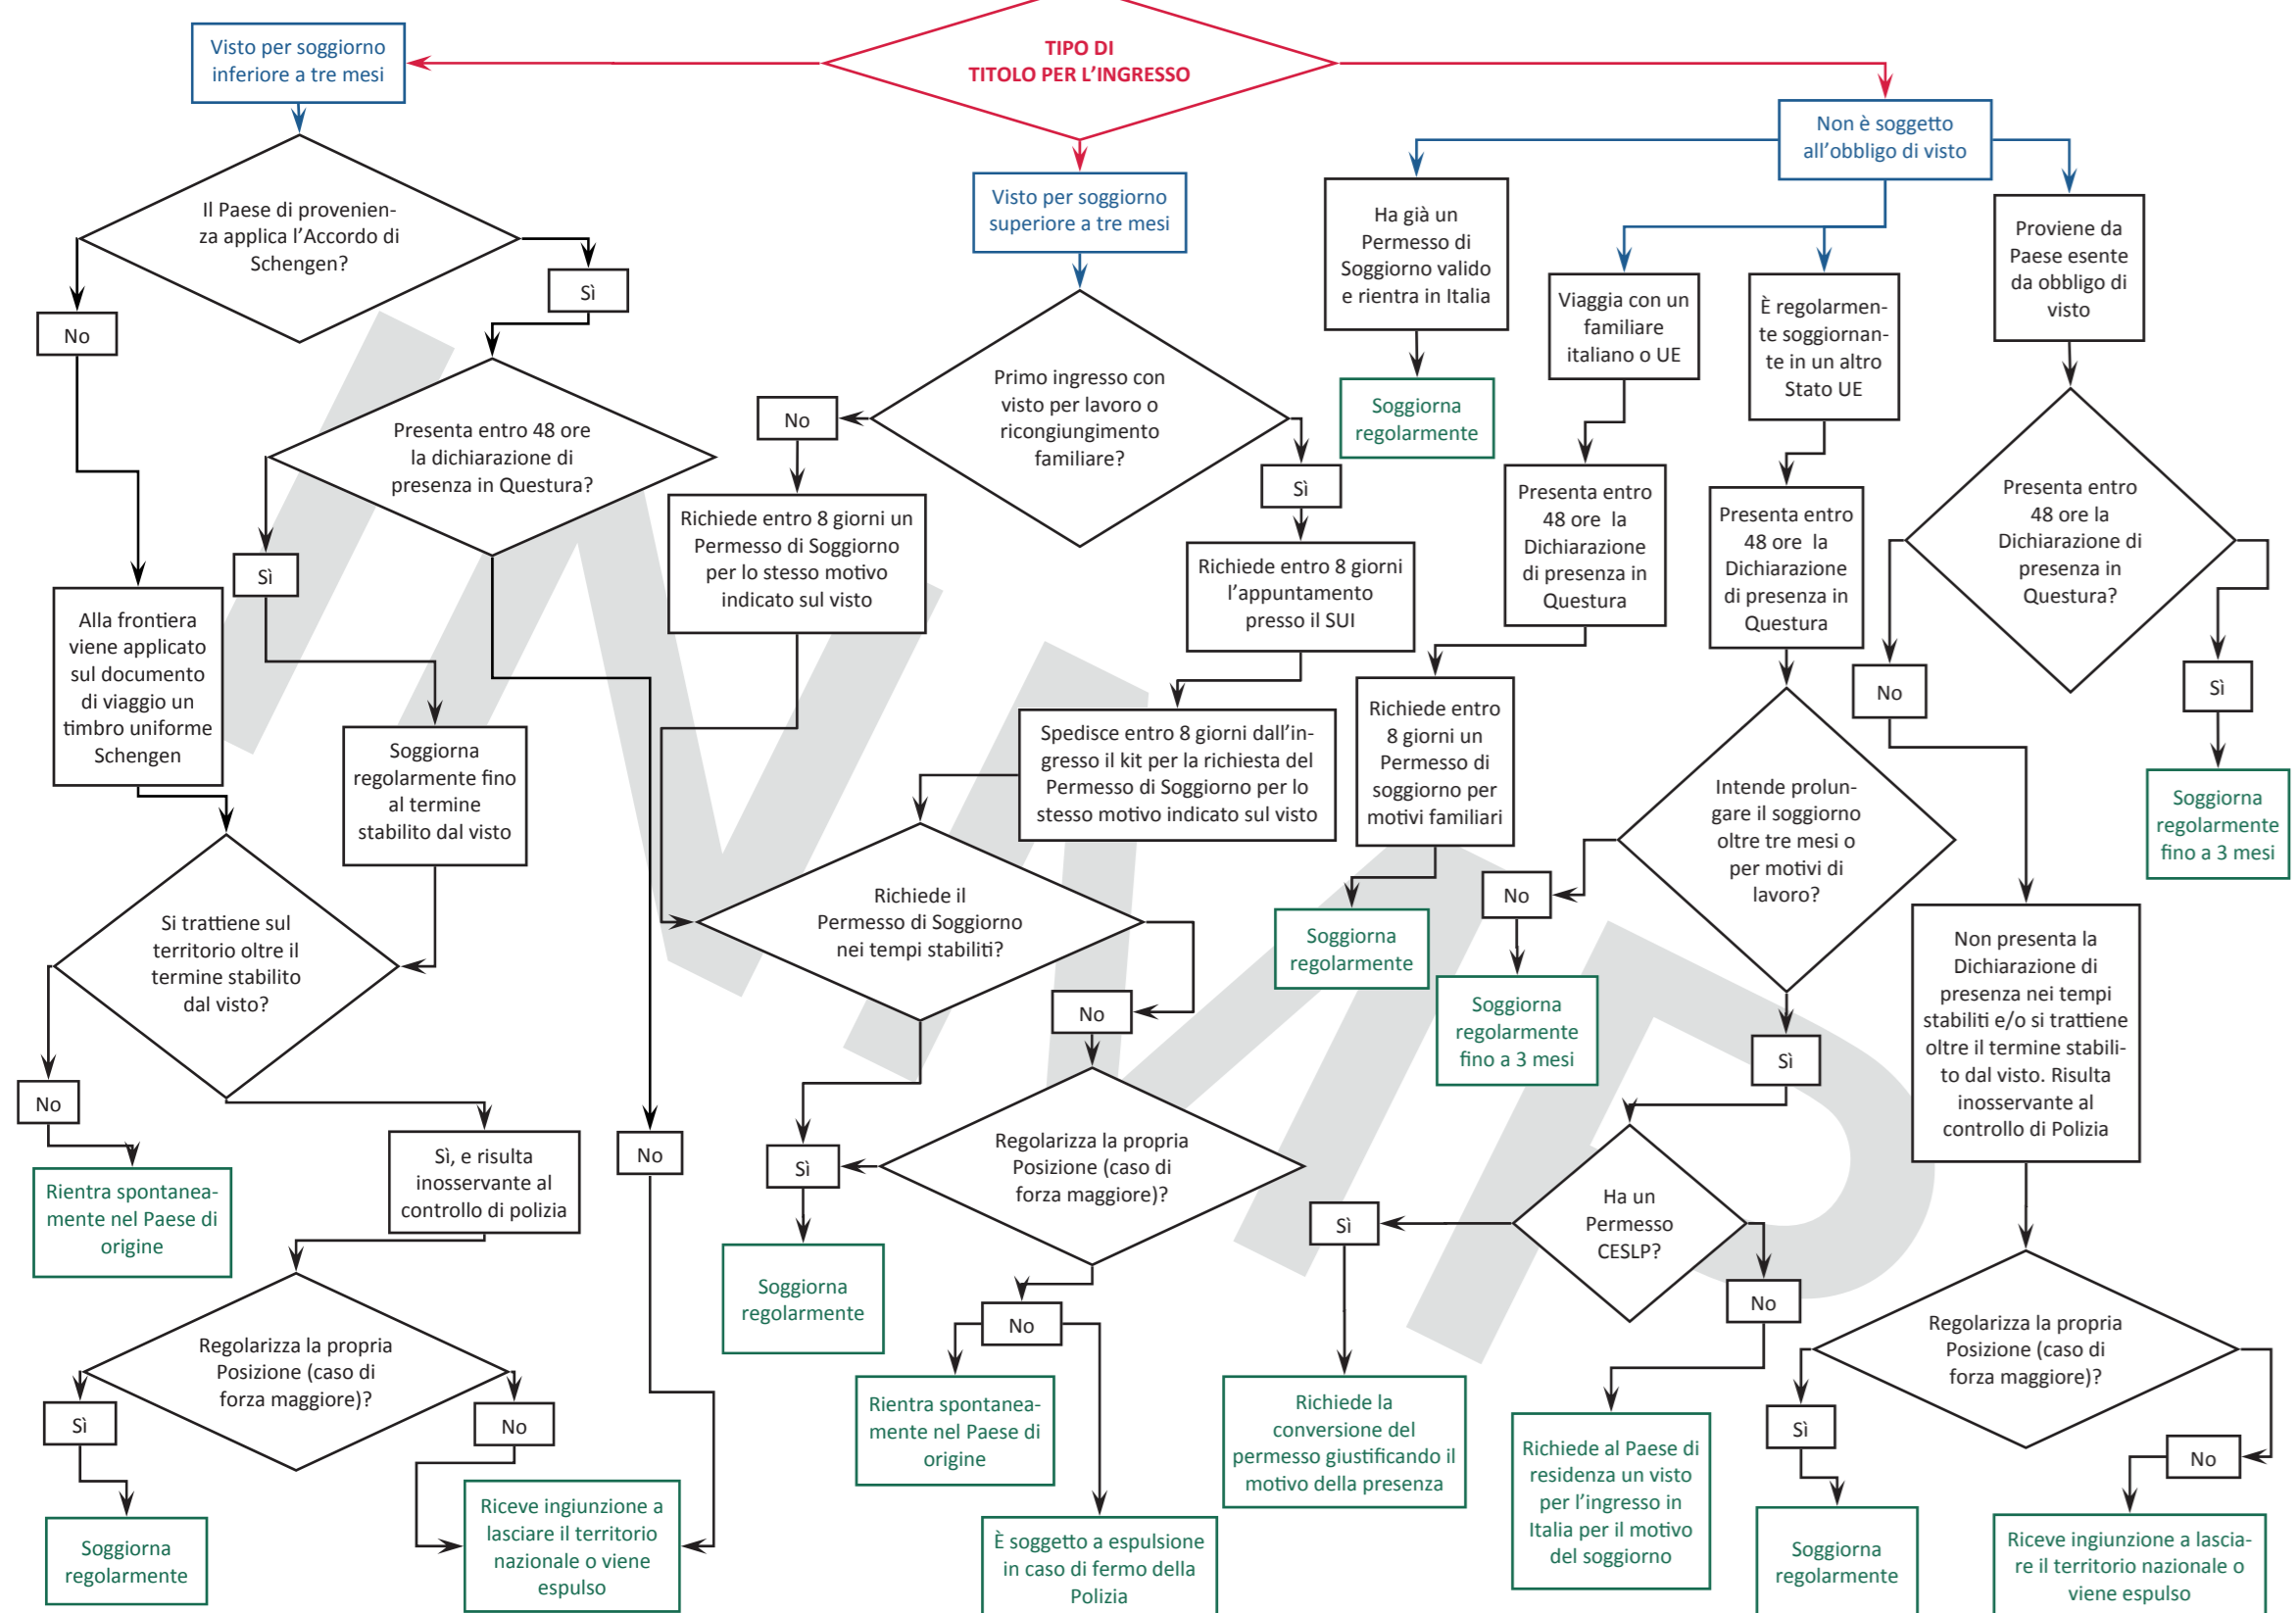 TIPO DI
TITOLO PER L’INGRESSO
Visto per soggiorno
inferiore a tre mesi
Il Paese di provenien-
za applica l’Accordo di
Schengen?
No
Sì
Alla frontiera
viene applicato
sul documento
di viaggio un
timbro uniforme
Schengen
Presenta entro 48 ore
la dichiarazione di
presenza in Questura?
Sì
Soggiorna
regolarmente fino
al termine
stabilito dal visto
Si trattiene sul
territorio oltre il
termine stabilito
dal visto?
No
Rientra spontanea-
mente nel Paese di
origine
Sì, e risulta
inosservante al
controllo di polizia
No
Regolarizza la propria
Posizione (caso di
forza maggiore)?
Sì
Soggiorna
regolarmente
No
Riceve ingiunzione a
lasciare il territorio
nazionale o viene
espulso
Visto per soggiorno
superiore a tre mesi
Primo ingresso con
visto per lavoro o
ricongiungimento
familiare?
No
Richiede entro 8 giorni un
Permesso di Soggiorno
per lo stesso motivo
indicato sul visto
Sì
Richiede entro 8 giorni
l’appuntamento
presso il SUI
Spedisce entro 8 giorni dall’in-
gresso il kit per la richiesta del
Permesso di Soggiorno per lo
stesso motivo indicato sul visto
Richiede il
Permesso di Soggiorno
nei tempi stabiliti?
No
Regolarizza la propria
Posizione (caso di
forza maggiore)?
Sì
Soggiorna
regolarmente
No
Rientra spontanea-
mente nel Paese di
origine
È soggetto a espulsione
in caso di fermo della
Polizia
Non è soggetto
all’obbligo di visto
Ha già un
Permesso di
Soggiorno valido
e rientra in Italia
Soggiorna
regolarmente
Viaggia con un
familiare
italiano o UE
Presenta entro
48 ore la
Dichiarazione
di presenza in
Questura
Richiede entro
8 giorni un
Permesso di
soggiorno per
motivi familiari
Soggiorna
regolarmente
È regolarmen-
te soggiornan-
te in un altro
Stato UE
Presenta entro
48 ore la
Dichiarazione
di presenza in
Questura
Intende prolun-
gare il soggiorno
oltre tre mesi o
per motivi di
lavoro?
No
Soggiorna
regolarmente
fino a 3 mesi
Sì
Ha un
Permesso
CESLP?
Sì
Richiede la
conversione del
permesso giustificando il
motivo della presenza
No
Richiede al Paese di
residenza un visto
per l’ingresso in
Italia per il motivo
del soggiorno
Proviene da
Paese esente
da obbligo di
visto
Presenta entro
48 ore la
Dichiarazione di
presenza in
Questura?
No
Sì
Soggiorna
regolarmente
fino a 3 mesi
Non presenta la
Dichiarazione di
presenza nei tempi
stabiliti e/o si trattiene
oltre il termine stabili-
to dal visto. Risulta
inosservante al
controllo di Polizia
Regolarizza la propria
Posizione (caso di
forza maggiore)?
Sì
Soggiorna
regolarmente
No
Riceve ingiunzione a lascia-
re il territorio nazionale o
viene espulso
INMP